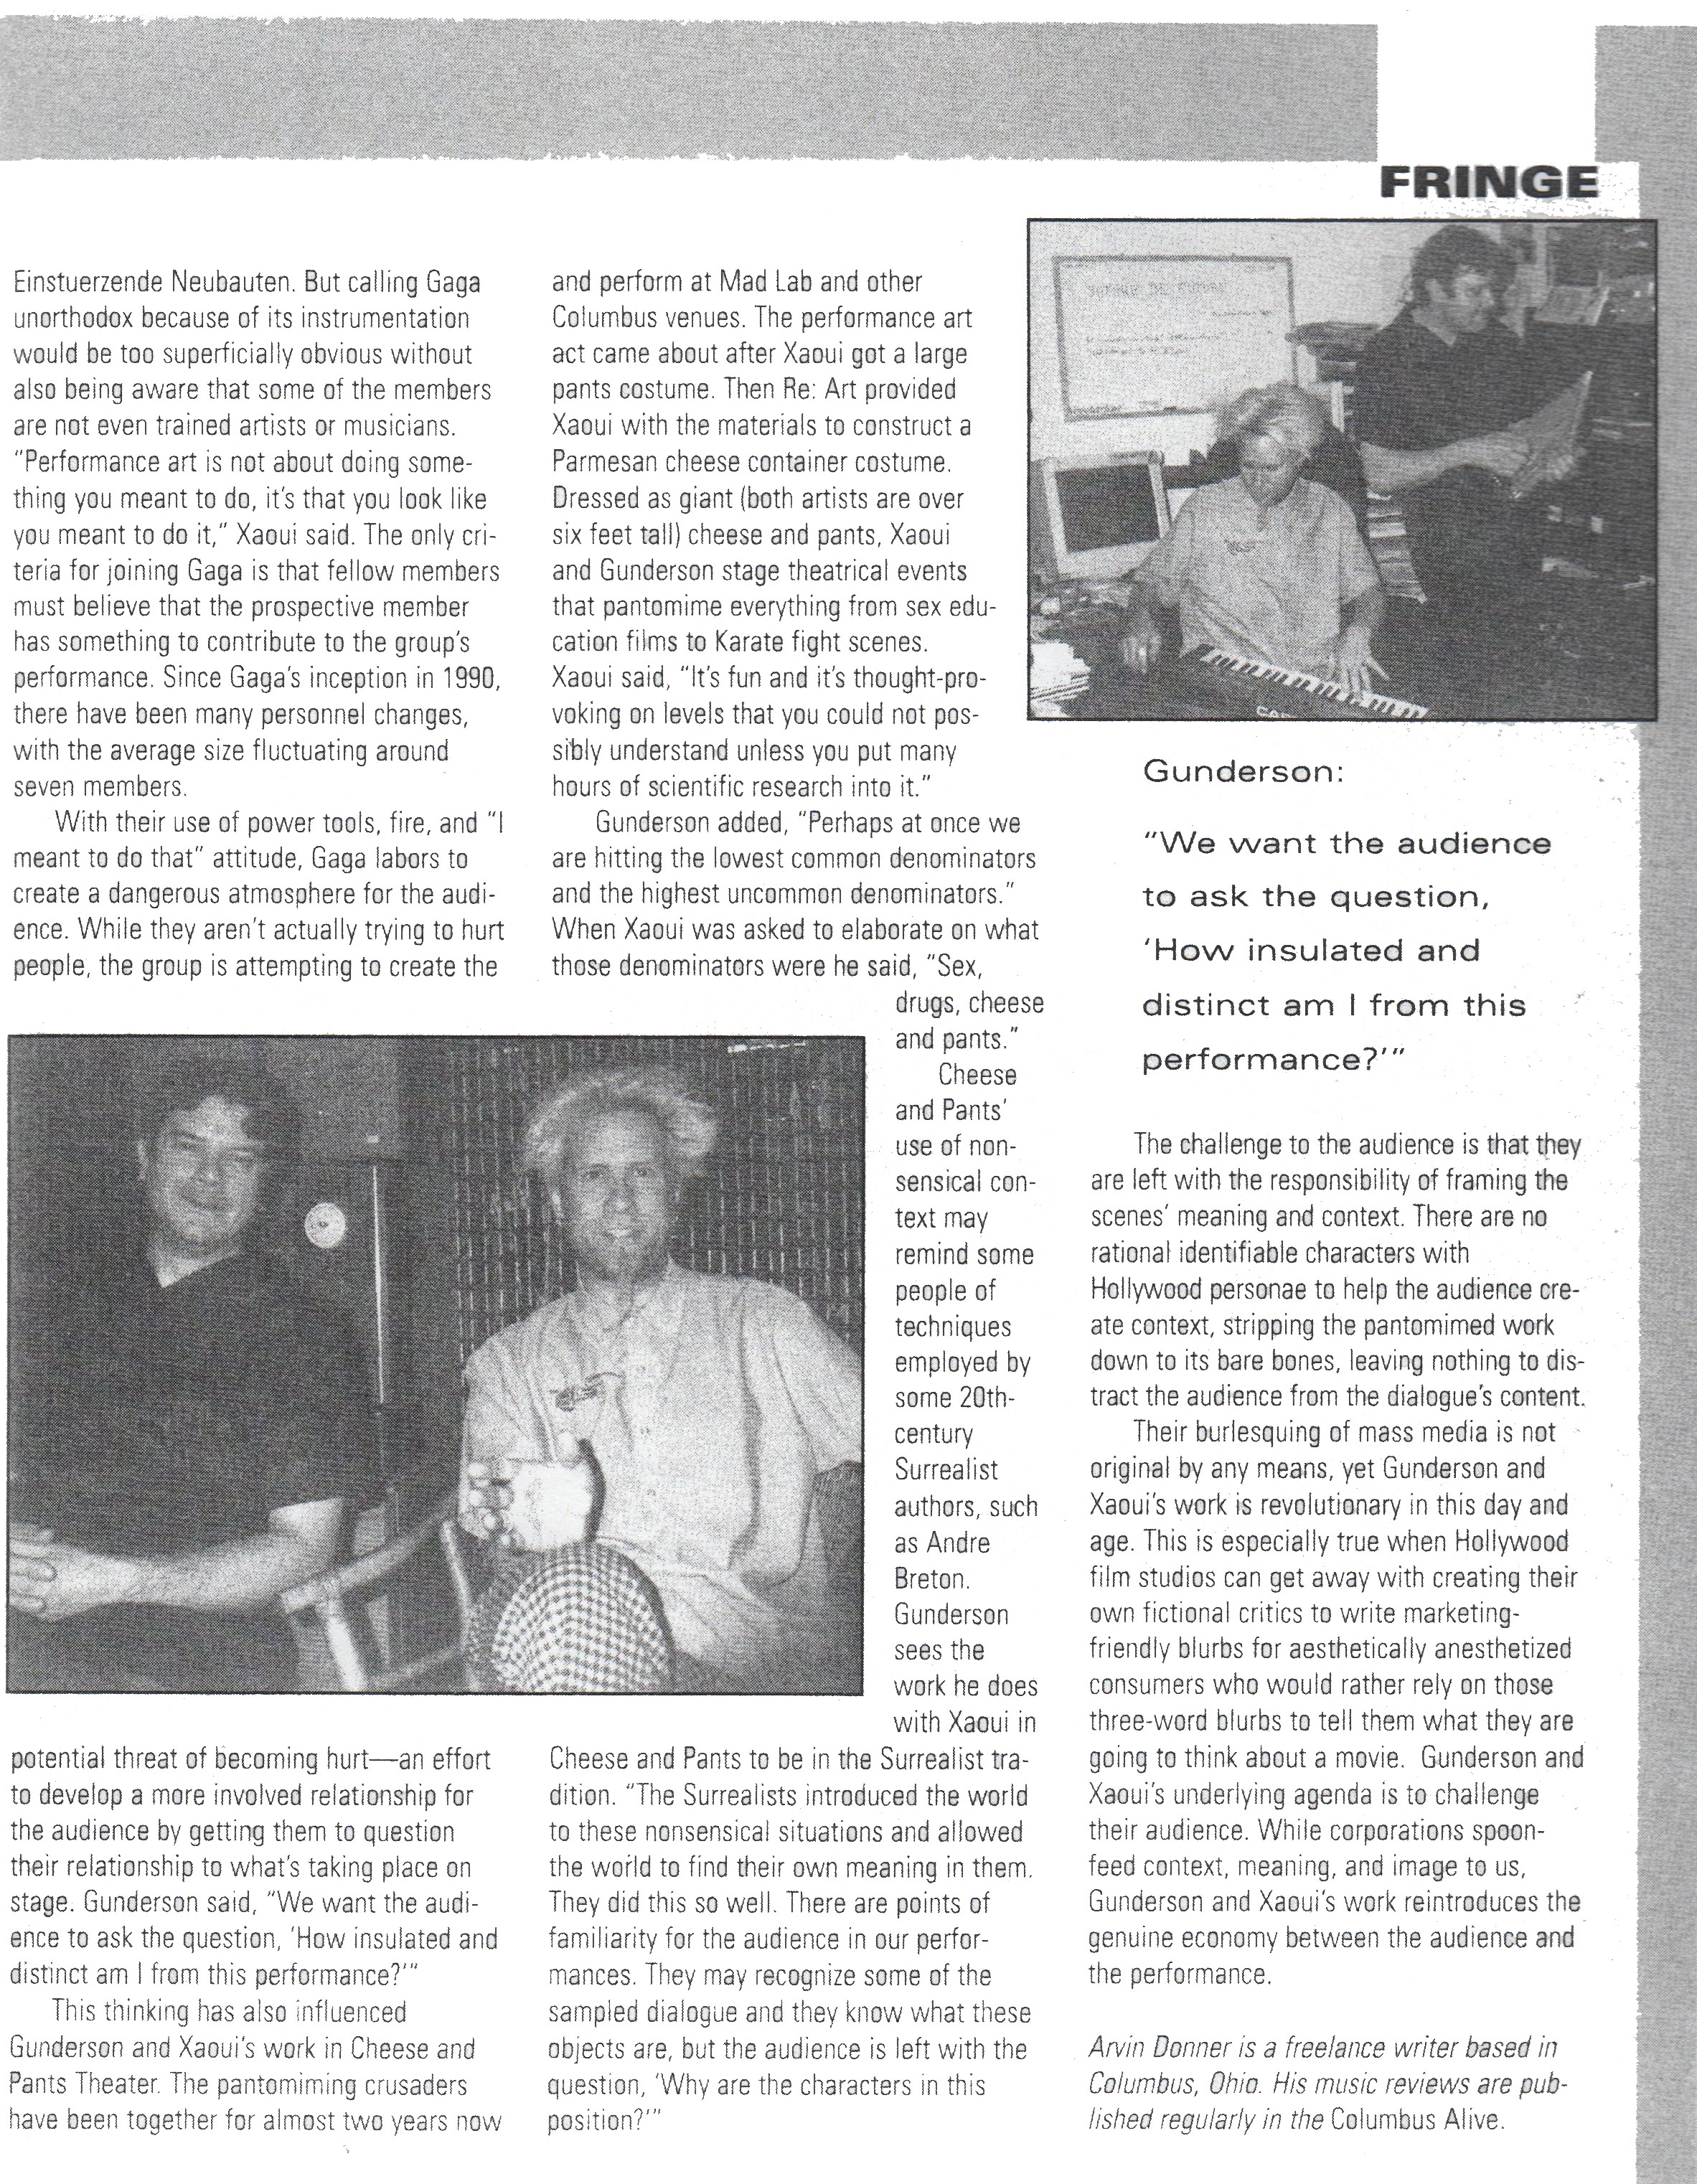 FRINGE
Einstuerzende Neubauten. But calling Gaga
unorthodox because of its instrumentation
would be too superficially obvious without
also being aware that some of the members
are not even trained artists or musicians.
“Performance art is not about doing some-
thing you meant to do, it’s that you look like
you meant to do it,” Xaoui said. The only cri-
teria for joining Gaga is that fellow members
must believe that the prospective member
has something to contribute to the group’s
performance. Since Gaga’s inception in 1990,
there have been many personnel changes,
with the average size fluctuating around
seven members.
With their use of power tools, fire, and “I
meant to do that” attitude, Gaga labors to
create a dangerous atmosphere for the audi-
ence. While they aren’t actually trying to hurt
people, the group is attempting to create the
potential threat of becoming hurt—an effort
to develop a more involved relationship for
the audience by getting them to question
their relationship to what’s taking place on
stage. Gunderson said, “We want the audi-
ence to ask the question, ‘How insulated and
distinct am I from this performance?’”
This thinking has also influenced
Gunderson and Xaoui’s work in Cheese and
Pants Theater. The pantomiming crusaders
have been together for almost two years now
and perform at Mad Lab and other
Columbus venues. The performance art
act came about after Xaoui got a large
pants costume. Then Re: Art provided
Xaoui with the materials to construct a
Parmesan cheese container costume.
Dressed as giant (both artists are over
six feet tall) cheese and pants, Xaoui
and Gunderson stage theatrical events
that pantomime everything from sex edu-
cation films to Karate fight scenes.
Xaoui said, “It’s fun and it’s thought-pro-
voking on levels that you could not pos-
sibly understand unless you put many
hours of scientific research into it.”
Gunderson added, “Perhaps at once we
are hitting the lowest common denominators
and the highest uncommon denominators.”
When Xaoui was asked to elaborate on what
those denominators were he said, “Sex,
drugs, cheese
and pants.”
Cheese
and Pants’
use of non-
sensical con-
text may
remind some
people of
techniques
employed by
some 20th-
century
Surrealist
authors, such
as Andre
Breton.
Gunderson
sees the
work he does
with Xaoui in
Cheese and Pants to be in the Surrealist tra-
dition. “The Surrealists introduced the world
to these nonsensical situations and allowed
the world to find their own meaning in them.
They did this so well. There are points of
familiarity for the audience in our perfor-
mances. They may recognize some of the
sampled dialogue and they know what these
objects are, but the audience is left with the
question, ‘Why are the characters in this
position?’”
Gunderson:
“We want the audience
to ask the question,
‘How insulated and
distinct am I from this
performance?’”
The challenge to the audience is that they
are left with the responsibility of framing the
scenes’ meaning and context. There are no
rational identifiable characters with
Hollywood personae to help the audience cre-
ate context, stripping the pantomimed work
down to its bare bones, leaving nothing to dis-
tract the audience from the dialogue’s content.
Their burlesquing of mass media is not
original by any means, yet Gunderson and
Xaoui’s work is revolutionary in this day and
age. This is especially true when Hollywood
film studios can get away with creating their
own fictional critics to write marketing-
friendly blurbs for aesthetically anesthetized
consumers who would rather rely on those
three-word blurbs to tell them what they are
going to think about a movie. Gunderson and
Xaoui’s underlying agenda is to challenge
their audience. While corporations spoon-
feed context, meaning, and image to us,
Gunderson and Xaoui’s work reintroduces the
genuine economy between the audience and
the performance.
Arvin Donner is a freelance writer based in
Columbus, Ohio. His music reviews are pub-
lished regularly in the Columbus Alive.